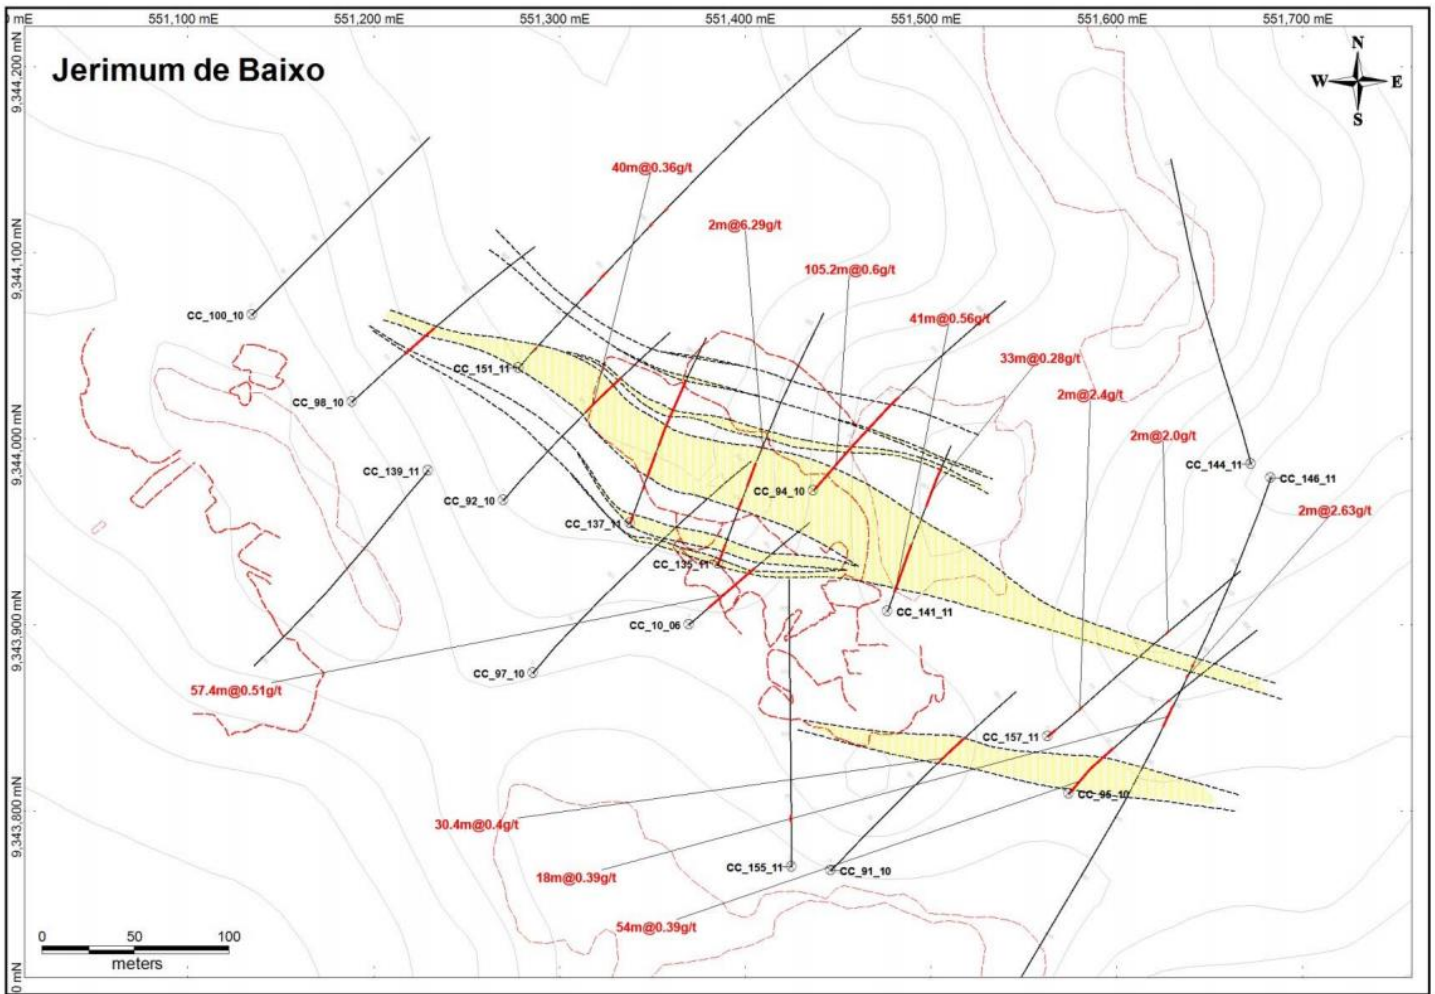 0 mE
551,100 mE
551,200 mE
551,300 mE
551,400 mE
551,500 mE
551,600 mE
551,700 mE
Jerimum de Baixo
N
W
E
S
9,344,200 mN
9,344,100 mN
9,344,000 mN
9,343,900 mN
9,343,800 mN
0 mN
40m@0.36g/t
2m@6.29g/t
105.2m@0.6g/t
41m@0.56g/t
33m@0.28g/t
2m@2.4g/t
2m@2.0g/t
2m@2.63g/t
CC_100_10
CC_151_11
CC_98_10
CC_139_11
CC_92_10
CC_94_10
CC_144_11
CC_146_11
CC_137_11
CC_135_11
CC_141_11
CC_10_06
CC_97_10
57.4m@0.51g/t
CC_157_11
CC_95_10
30.4m@0.4g/t
CC_155_11
CC_91_10
18m@0.39g/t
54m@0.39g/t
0 50 100
meters